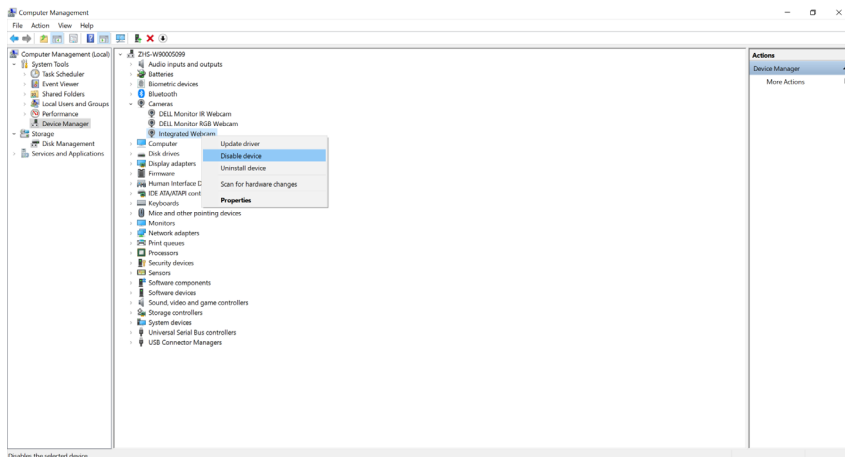 Computer Management
File Action View Help
Computer Management (Local)
System Tools
Task Scheduler
Event Viewer
Shared Folders
Local Users and Groups
Performance
Device Manager
Storage
Disk Management
Services and Applications
ZHS-W90005099
Audio inputs and outputs
Batteries
Biometric devices
Bluetooth
Cameras
DELL Monitor IR Webcam
DELL Monitor RGB Webcam
Integrated Webcam
Computer
Disk drives
Display adapters
Firmware
Human Interface D
IDE ATA/ATAPI cont
Keyboards
Mice and other pointing devices
Monitors
Network adapters
Print queues
Processors
Security devices
Sensors
Software components
Software devices
Sound, video and game controllers
Storage controllers
System devices
Universal Serial Bus controllers
USB Connector Managers
Update driver
Disable device
Uninstall device
Scan for hardware changes
Properties
Actions
Device Manager
More Actions
Disables the selected device.